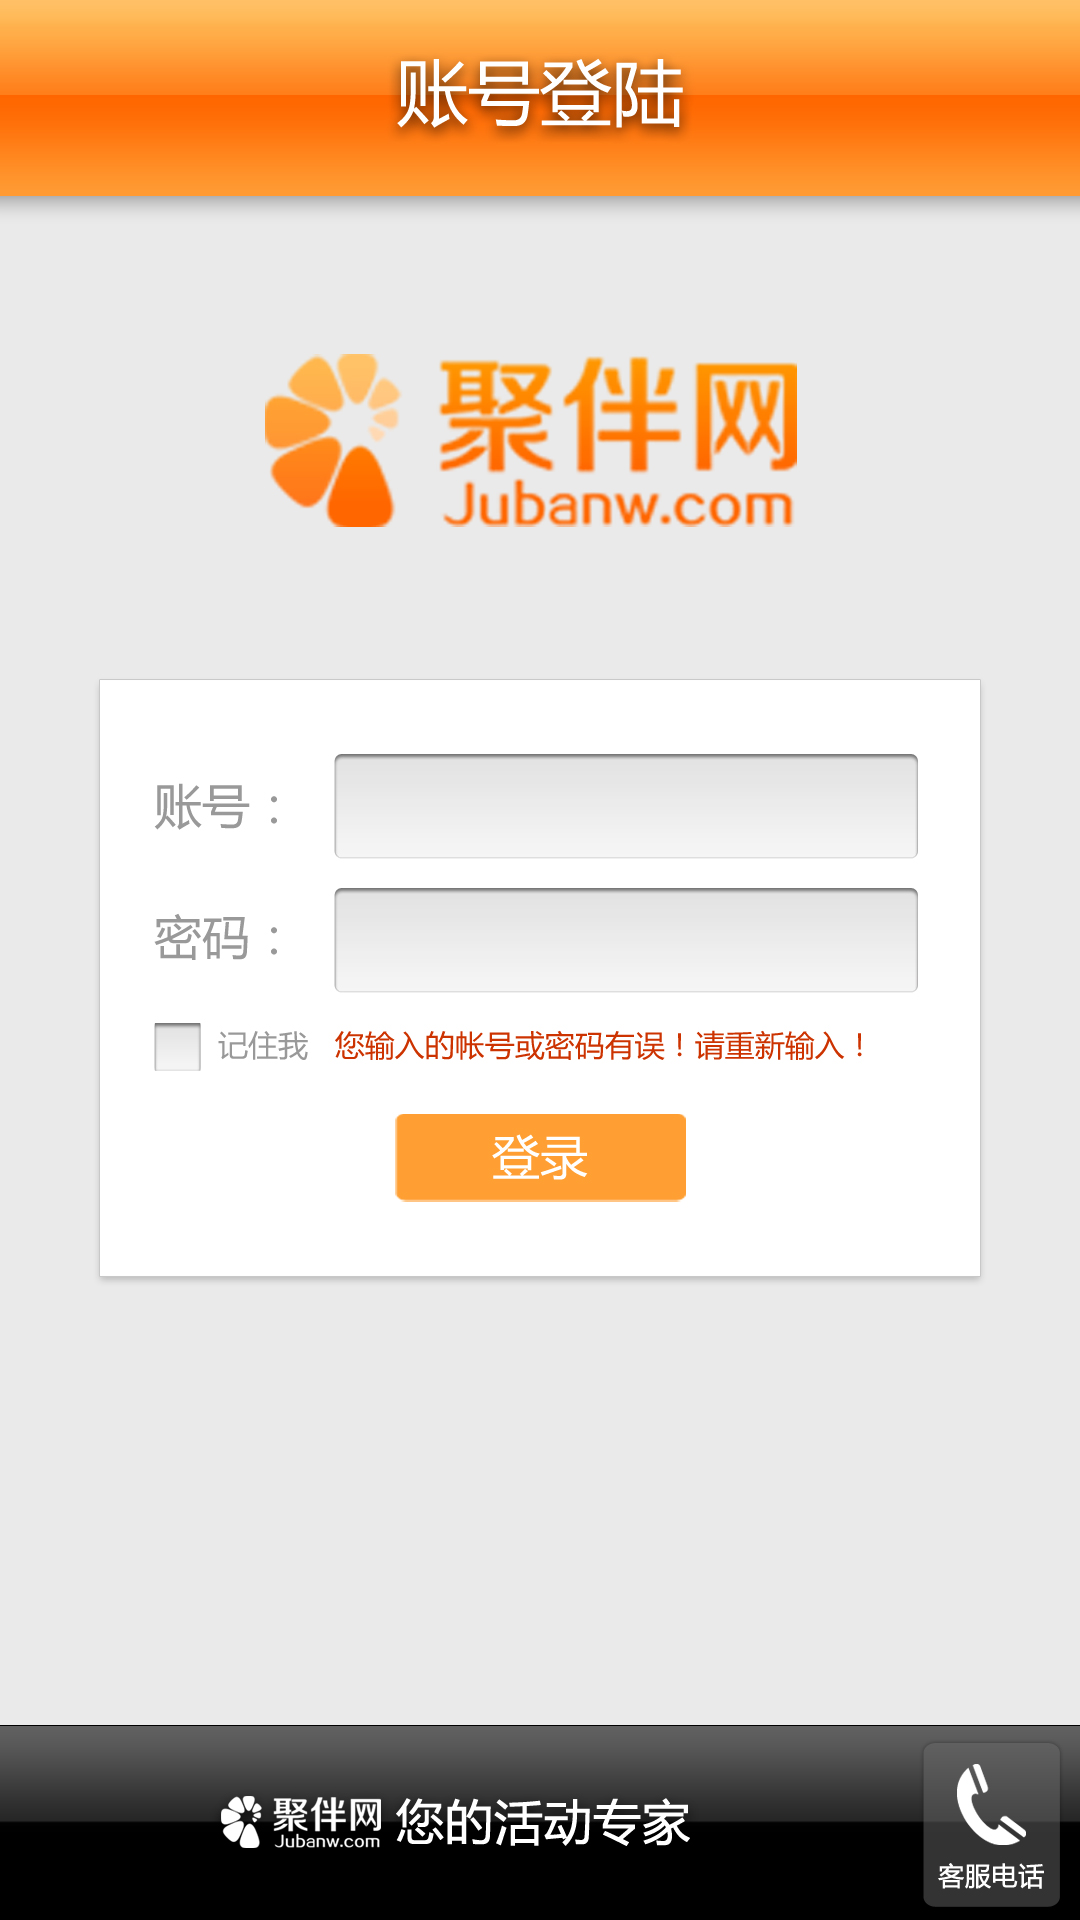 账号登陆
聚伴网
Jubanw.com
账号：
密码：
记住我 您输入的帐号或密码有误！请重新输入！
登录
聚伴网
Jubanw.com
您的活动专家
客服电话